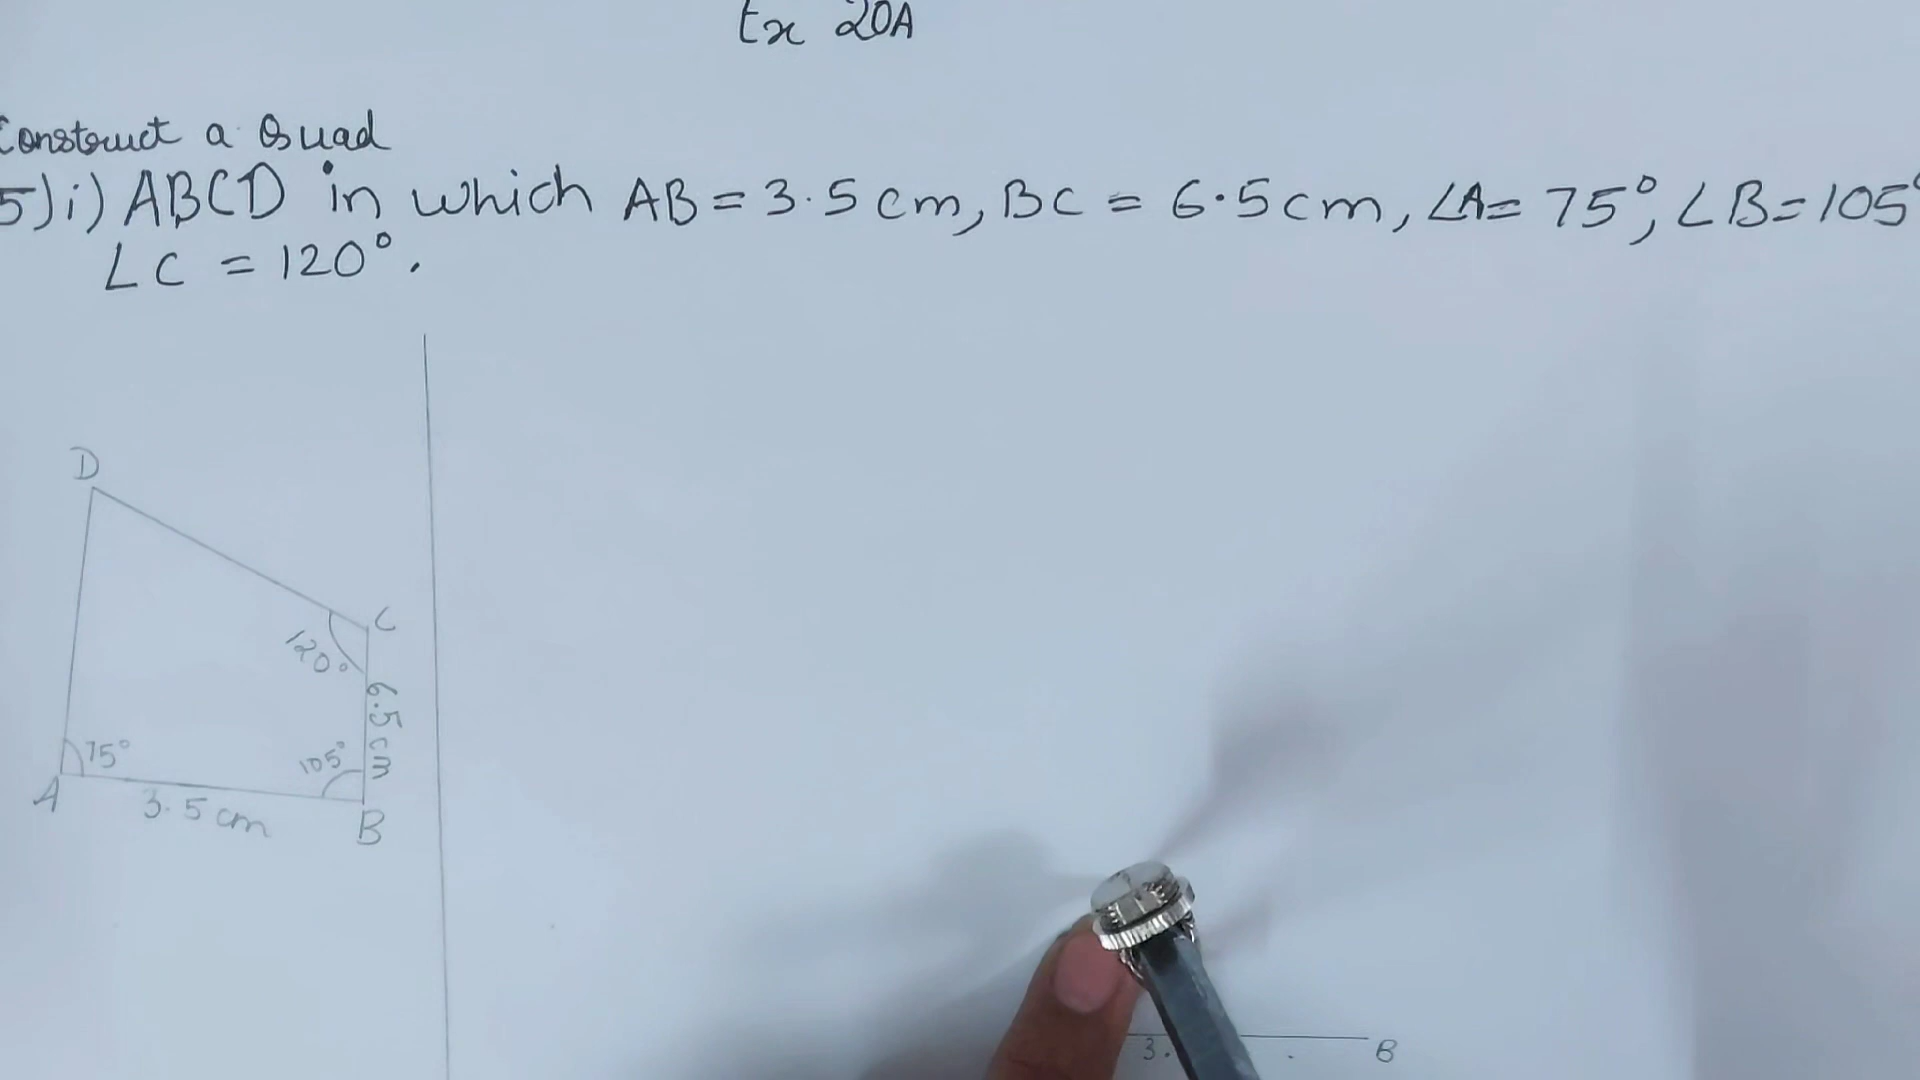 Ex 20A
Construct a Quad
5)i) ABCD in which AB = 3.5 cm, BC = 6.5 cm, ∠A = 75°, ∠B = 105°
∠C = 120°.
D
C
120°
6.5 cm
75°
105°
A
3.5 cm
B
3.
B